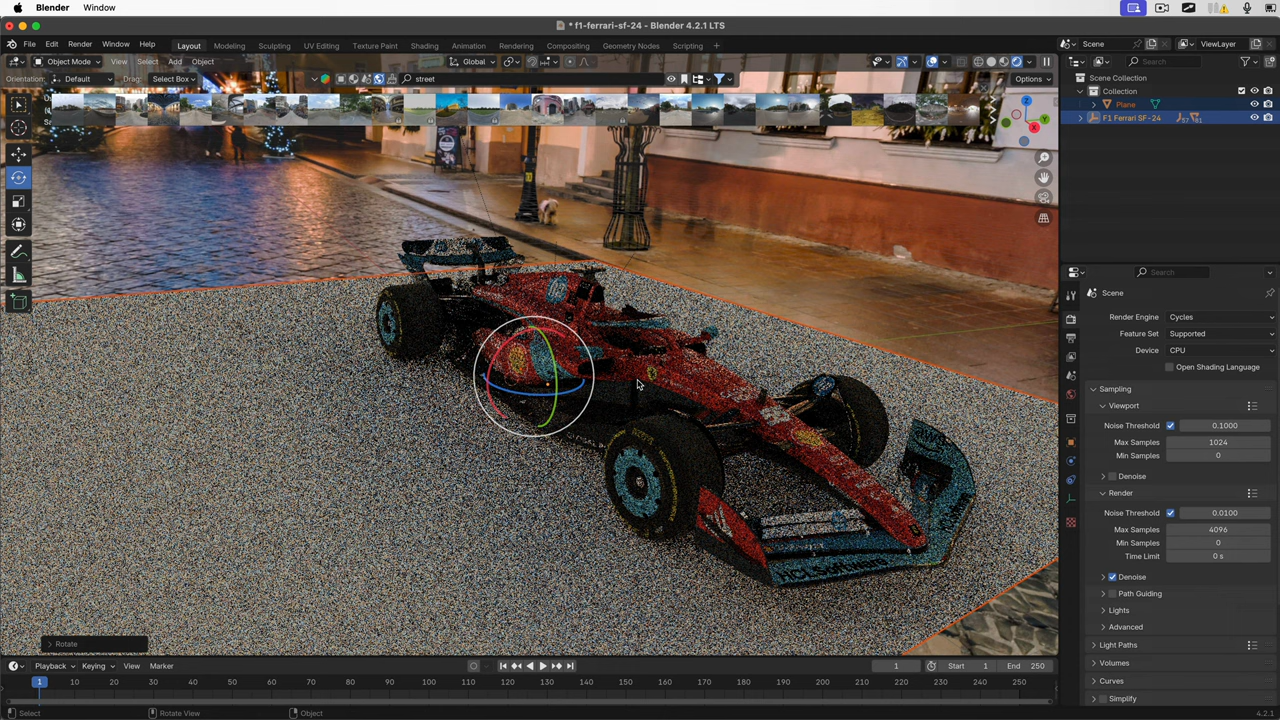 Blender Window
* f1-ferrari-sf-24 - Blender 4.2.1 LTS
File Edit Render Window Help Layout Modeling Sculpting UV Editing Texture Paint Shading Animation Rendering Compositing Geometry Nodes Scripting + Scene ViewLayer
Object Mode View Select Add Object Global Search
Orientation: Default Drag: Select Box street Options
Scene Collection
Collection
Plane
F1 Ferrari SF-24
Z
Y
X
Search
Scene
Render Engine Cycles
Feature Set Supported
Device CPU
Open Shading Language
Sampling
Viewport
Noise Threshold 0.1000
Max Samples 1024
Min Samples 0
Denoise
Render
Noise Threshold 0.0100
Max Samples 4096
Min Samples 0
Time Limit 0 s
Denoise
Path Guiding
Lights
Advanced
Light Paths
Volumes
Curves
Simplify
Rotate
Playback Keying View Marker 1 Start 1 End 250
1 10 20 30 40 50 60 70 80 90 100 110 120 130 140 150 160 170 180 190 200 210 220 230 240 250
Select Rotate View Object 4.2.1